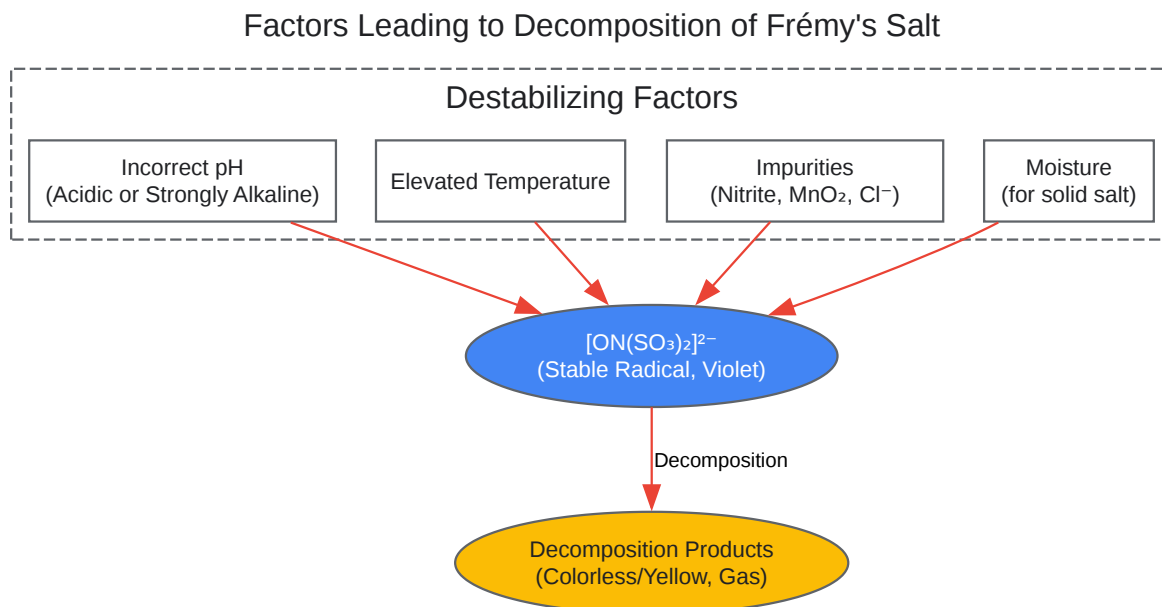 Factors Leading to Decomposition of Frémy's Salt
Destabilizing Factors
Incorrect pH
(Acidic or Strongly Alkaline)
Elevated Temperature
Impurities
(Nitrite, MnO₂, Cl⁻)
Moisture
(for solid salt)
[ON(SO₃)₂]²⁻
(Stable Radical, Violet)
Decomposition
Decomposition Products
(Colorless/Yellow, Gas)